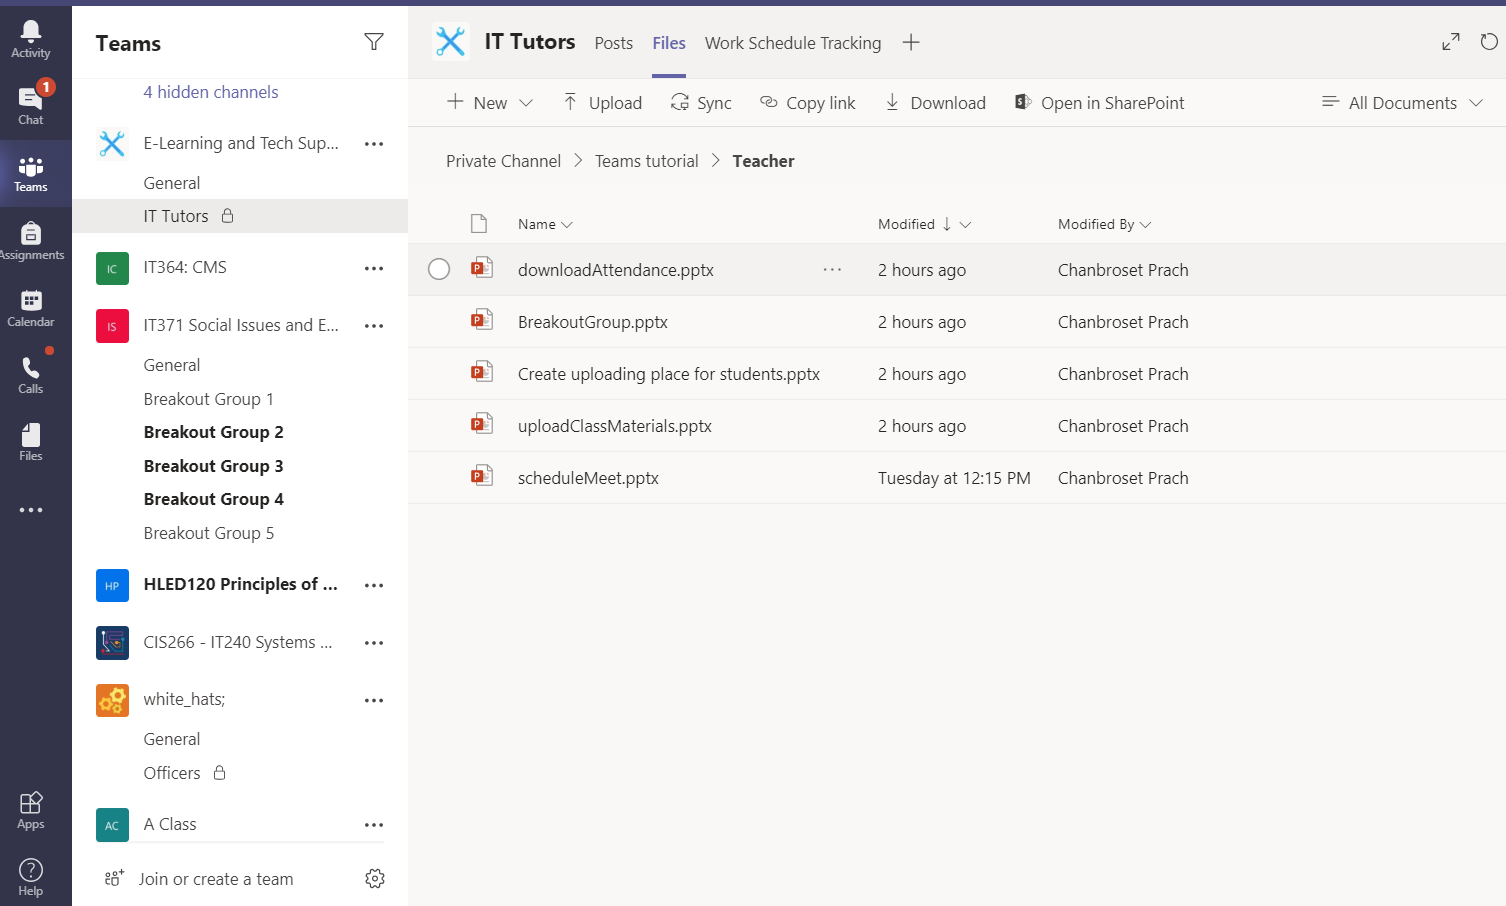 Activity
1
Chat
Teams
Assignments
Calendar
Calls
Files
Apps
Help
Teams
4 hidden channels
E-Learning and Tech Sup...
General
IT Tutors
IC
IT364: CMS
IS
IT371 Social Issues and E...
General
Breakout Group 1
Breakout Group 2
Breakout Group 3
Breakout Group 4
Breakout Group 5
HP
HLED120 Principles of ...
CIS266 - IT240 Systems ...
white_hats;
General
Officers
AC
A Class
Join or create a team
IT Tutors Posts Files Work Schedule Tracking
New Upload Sync Copy link Download Open in SharePoint All Documents
Private Channel > Teams tutorial > Teacher
Name Modified Modified By
downloadAttendance.pptx 2 hours ago Chanbroset Prach
BreakoutGroup.pptx 2 hours ago Chanbroset Prach
Create uploading place for students.pptx 2 hours ago Chanbroset Prach
uploadClassMaterials.pptx 2 hours ago Chanbroset Prach
scheduleMeet.pptx Tuesday at 12:15 PM Chanbroset Prach